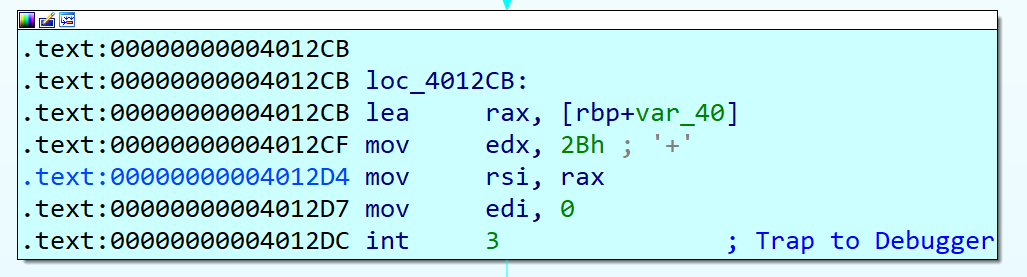 .text:00000000004012CB
.text:00000000004012CB loc_4012CB:
.text:00000000004012CB lea     rax, [rbp+var_40]
.text:00000000004012CF mov     edx, 2Bh ; '+'
.text:00000000004012D4 mov     rsi, rax
.text:00000000004012D7 mov     edi, 0
.text:00000000004012DC int     3               ; Trap to Debugger